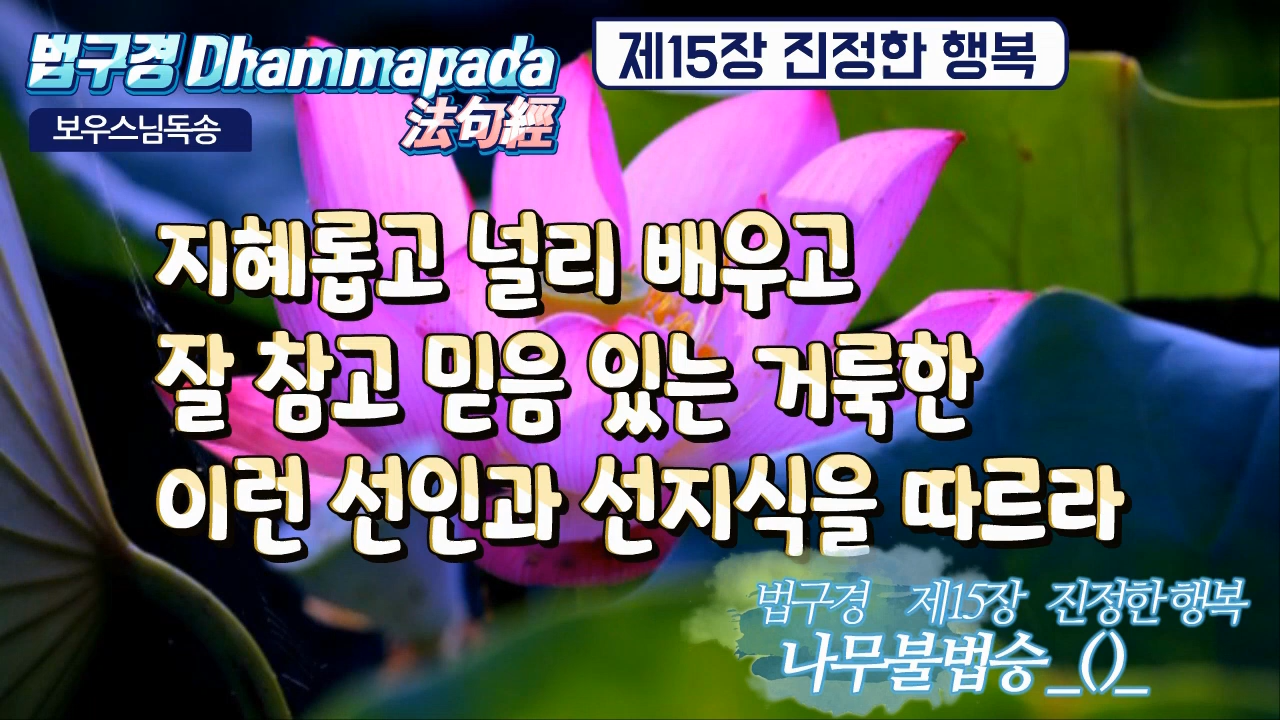 법구경 Dhammapada
法句經
보우스님독송
제15장 진정한 행복
지혜롭고 널리 배우고
잘 참고 믿음 있는 거룩한
이런 선인과 선지식을 따르라
법구경 제15장 진정한 행복
나무불법승 _()_